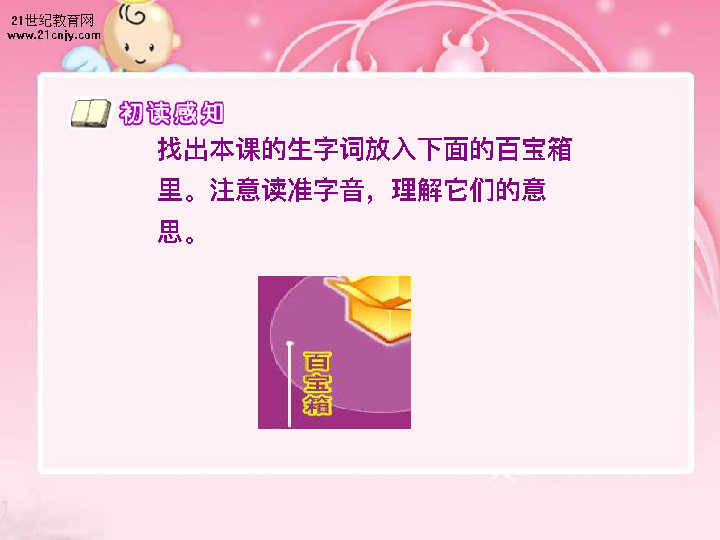 21世纪教育网
www.21cnjy.com
初读感知
找出本课的生字词放入下面的百宝箱
里。注意读准字音，理解它们的意
思。
百宝箱